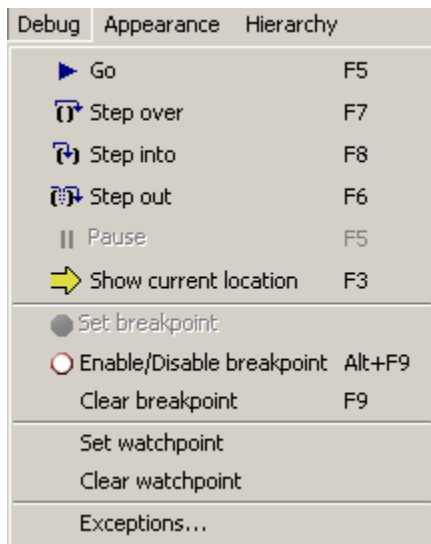 Debug Appearance Hierarchy
Go F5
Step over F7
Step into F8
Step out F6
Pause F5
Show current location F3
Set breakpoint
Enable/Disable breakpoint Alt+F9
Clear breakpoint F9
Set watchpoint
Clear watchpoint
Exceptions...